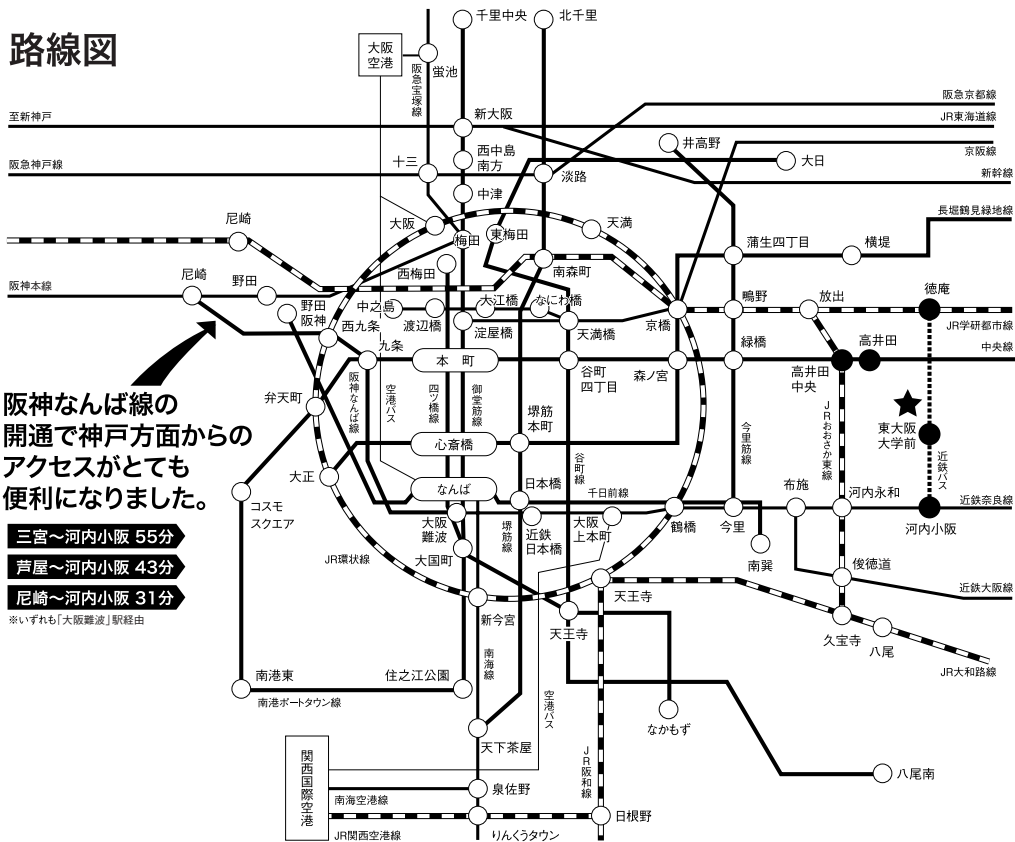 路線図
千里中央
北千里
大阪
空港
蛍池
阪急宝塚線
阪急京都線
至新神戸
新大阪
JR東海道線
井高野
京阪線
十三
西中島
南方
大日
阪急神戸線
淡路
新幹線
中津
長堀鶴見緑地線
尼崎
大阪
梅田
東梅田
天満
蒲生四丁目
横堤
西梅田
南森町
尼崎
野田
阪神本線
徳庵
野田
阪神
中之島
渡辺橋
大江橋
なにわ橋
鴫野
放出
西九条
淀屋橋
天満橋
京橋
JR学研都市線
九条
本町
谷町
四丁目
森ノ宮
緑橋
高井田
中央
高井田
中央線
阪神なんば線
空港バス
四ツ橋線
御堂筋線
弁天町
堺筋
本町
JRおおさか東線
東大阪
大学前
阪神なんば線の
開通で神戸方面からの
アクセスがとても
便利になりました。
心斎橋
谷町線
今里筋線
近鉄バス
大正
なんば
日本橋
千日前線
布施
河内永和
近鉄奈良線
コスモ
スクエア
大阪
難波
堺筋線
近鉄
日本橋
大阪
上本町
鶴橋
今里
河内小阪
三宮〜河内小阪 55分
芦屋〜河内小阪 43分
尼崎〜河内小阪 31分
※いずれも「大阪難波」駅経由
JR環状線
大国町
南巽
俊徳道
近鉄大阪線
新今宮
天王寺
天王寺
久宝寺
八尾
JR大和路線
南海線
南港東
住之江公園
南港ポートタウン線
空港バス
なかもず
天下茶屋
JR阪和線
八尾南
関西国際空港
泉佐野
南海空港線
日根野
JR関西空港線
りんくうタウン